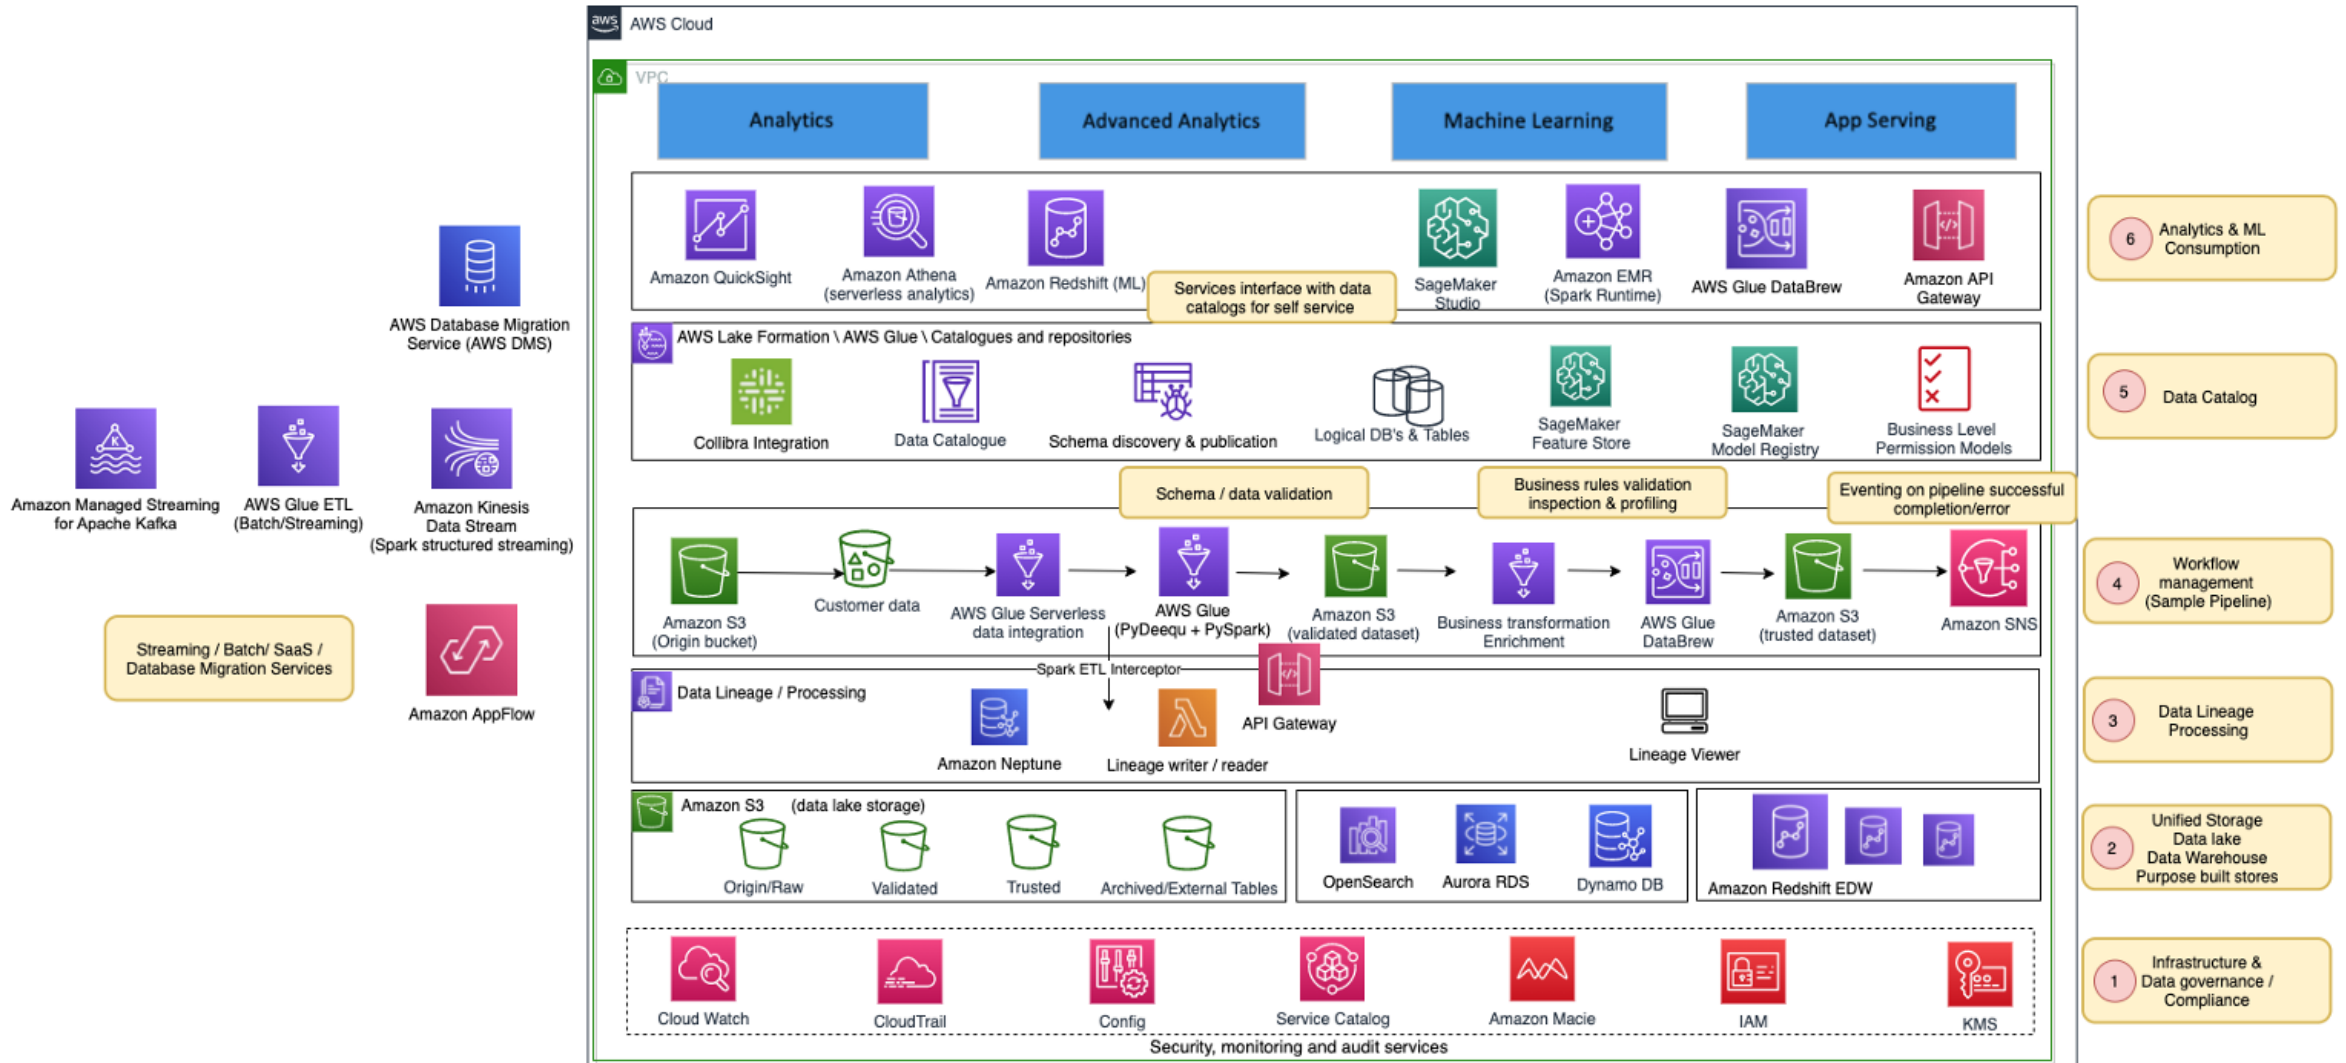 aws
AWS Cloud
VPC
Analytics
Advanced Analytics
Machine Learning
App Serving
Amazon QuickSight
Amazon Athena
(serverless analytics)
Amazon Redshift (ML)
Services interface with data
catalogs for self service
SageMaker
Studio
Amazon EMR
(Spark Runtime)
AWS Glue DataBrew
Amazon API
Gateway
6
Analytics & ML
Consumption
AWS Database Migration
Service (AWS DMS)
AWS Lake Formation \ AWS Glue \ Catalogues and repositories
Collibra Integration
Data Catalogue
Schema discovery & publication
Logical DB's & Tables
SageMaker
Feature Store
SageMaker
Model Registry
Business Level
Permission Models
5
Data Catalog
K
Amazon Managed Streaming
for Apache Kafka
AWS Glue ETL
(Batch/Streaming)
Amazon Kinesis
Data Stream
(Spark structured streaming)
Schema / data validation
Business rules validation
inspection & profiling
Eventing on pipeline successful
completion/error
Amazon S3
(Origin bucket)
Customer data
AWS Glue Serverless
data integration
AWS Glue
(PyDeequ + PySpark)
Amazon S3
(validated dataset)
Business transformation
Enrichment
AWS Glue
DataBrew
Amazon S3
(trusted dataset)
Amazon SNS
4
Workflow
management
(Sample Pipeline)
Streaming / Batch/ SaaS /
Database Migration Services
Amazon AppFlow
Spark ETL Interceptor
Data Lineage / Processing
Amazon Neptune
Lineage writer / reader
API Gateway
Lineage Viewer
3
Data Lineage
Processing
Amazon S3 (data lake storage)
Origin/Raw
Validated
Trusted
Archived/External Tables
OpenSearch
Aurora RDS
Dynamo DB
Amazon Redshift EDW
2
Unified Storage
Data lake
Data Warehouse
Purpose built stores
Cloud Watch
CloudTrail
Config
Service Catalog
Amazon Macie
IAM
KMS
Security, monitoring and audit services
1
Infrastructure &
Data governance /
Compliance